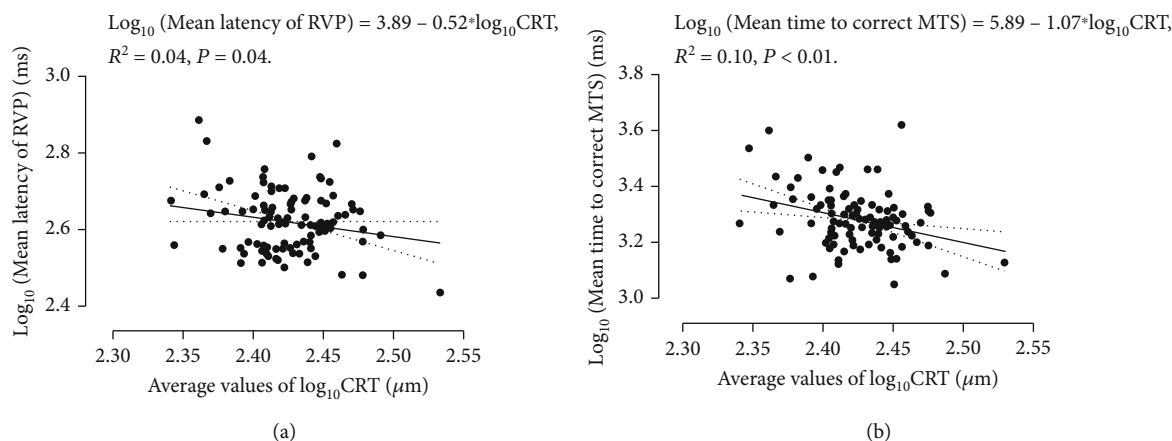 Log10 (Mean latency of RVP) = 3.89 – 0.52*log10CRT,
R2 = 0.04, P = 0.04.
Log10 (Mean latency of RVP) (ms)
3.0
2.8
2.6
2.4
2.30 2.35 2.40 2.45 2.50 2.55
Average values of log10CRT (μm)
(a)
Log10 (Mean time to correct MTS) = 5.89 – 1.07*log10CRT,
R2 = 0.10, P < 0.01.
Log10 (Mean time to correct MTS) (ms)
3.8
3.6
3.4
3.2
3.0
2.30 2.35 2.40 2.45 2.50 2.55
Average values of log10CRT (μm)
(b)